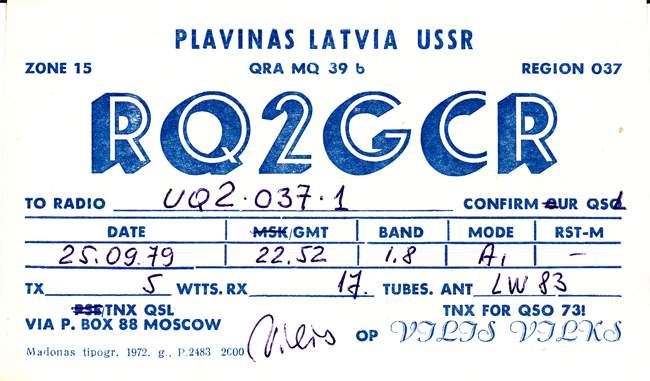 PLAVINAS LATVIA USSR
ZONE 15 QRA MQ 39 b REGION 037
RQ2GCR
TO RADIO UQ2-037-1 CONFIRM OUR QSO
DATE MSK/GMT BAND MODE RST-M
25.09.79 22.52 1.8 A1 —
TX 5 WTTS. RX 17. TUBES. ANT LW 83
PSE/TNX QSL TNX FOR QSO 73!
VIA P. BOX 88 MOSCOW Vilis OP VILIS VILKS
Madonas tipogr. 1972. g., P.2483 2000